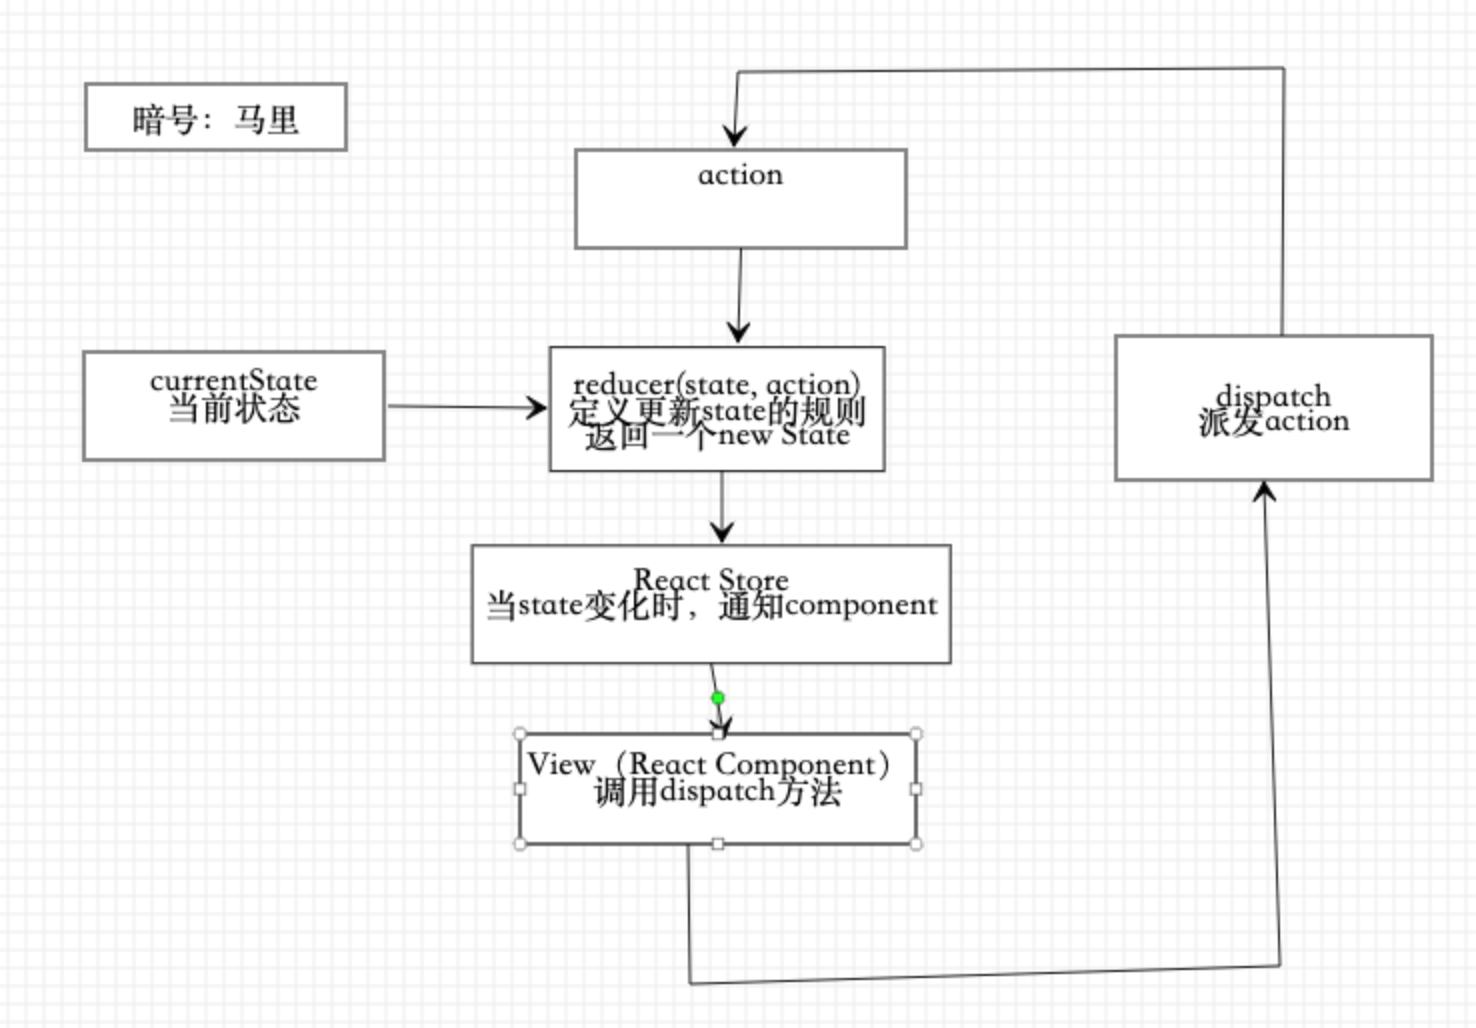 暗号：马里
action
currentState
当前状态
reducer(state, action)
定义更新state的规则
返回一个new State
dispatch
派发action
React Store
当state变化时，通知component
View（React Component）
调用dispatch方法